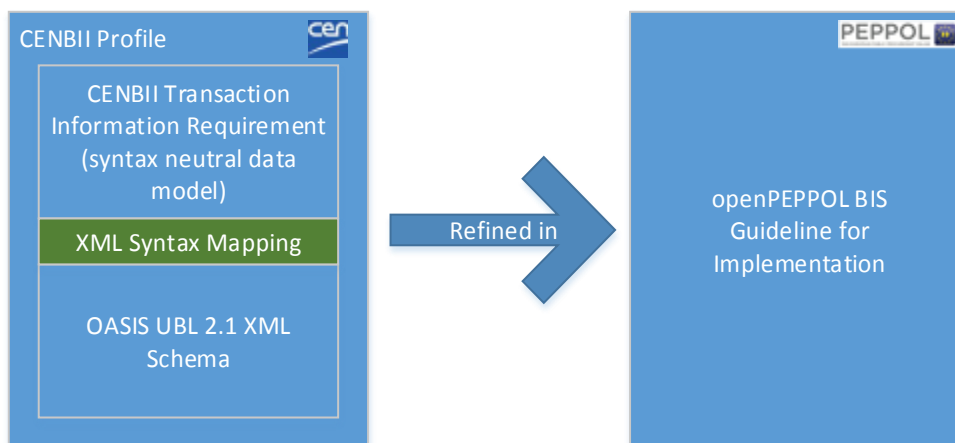 CENBII Profile
cen
CENBII Transaction
Information Requirement
(syntax neutral data
model)
XML Syntax Mapping
OASIS UBL 2.1 XML
Schema
Refined in
PEPPOL
openPEPPOL BIS
Guideline for
Implementation